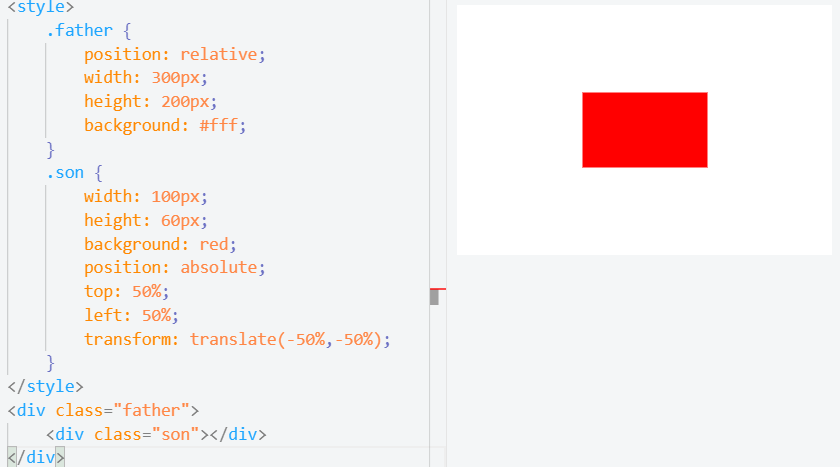 <style>
.father {
position: relative;
width: 300px;
height: 200px;
background: #fff;
}
.son {
width: 100px;
height: 60px;
background: red;
position: absolute;
top: 50%;
left: 50%;
transform: translate(-50%,-50%);
}
</style>
<div class="father">
<div class="son"></div>
</div>